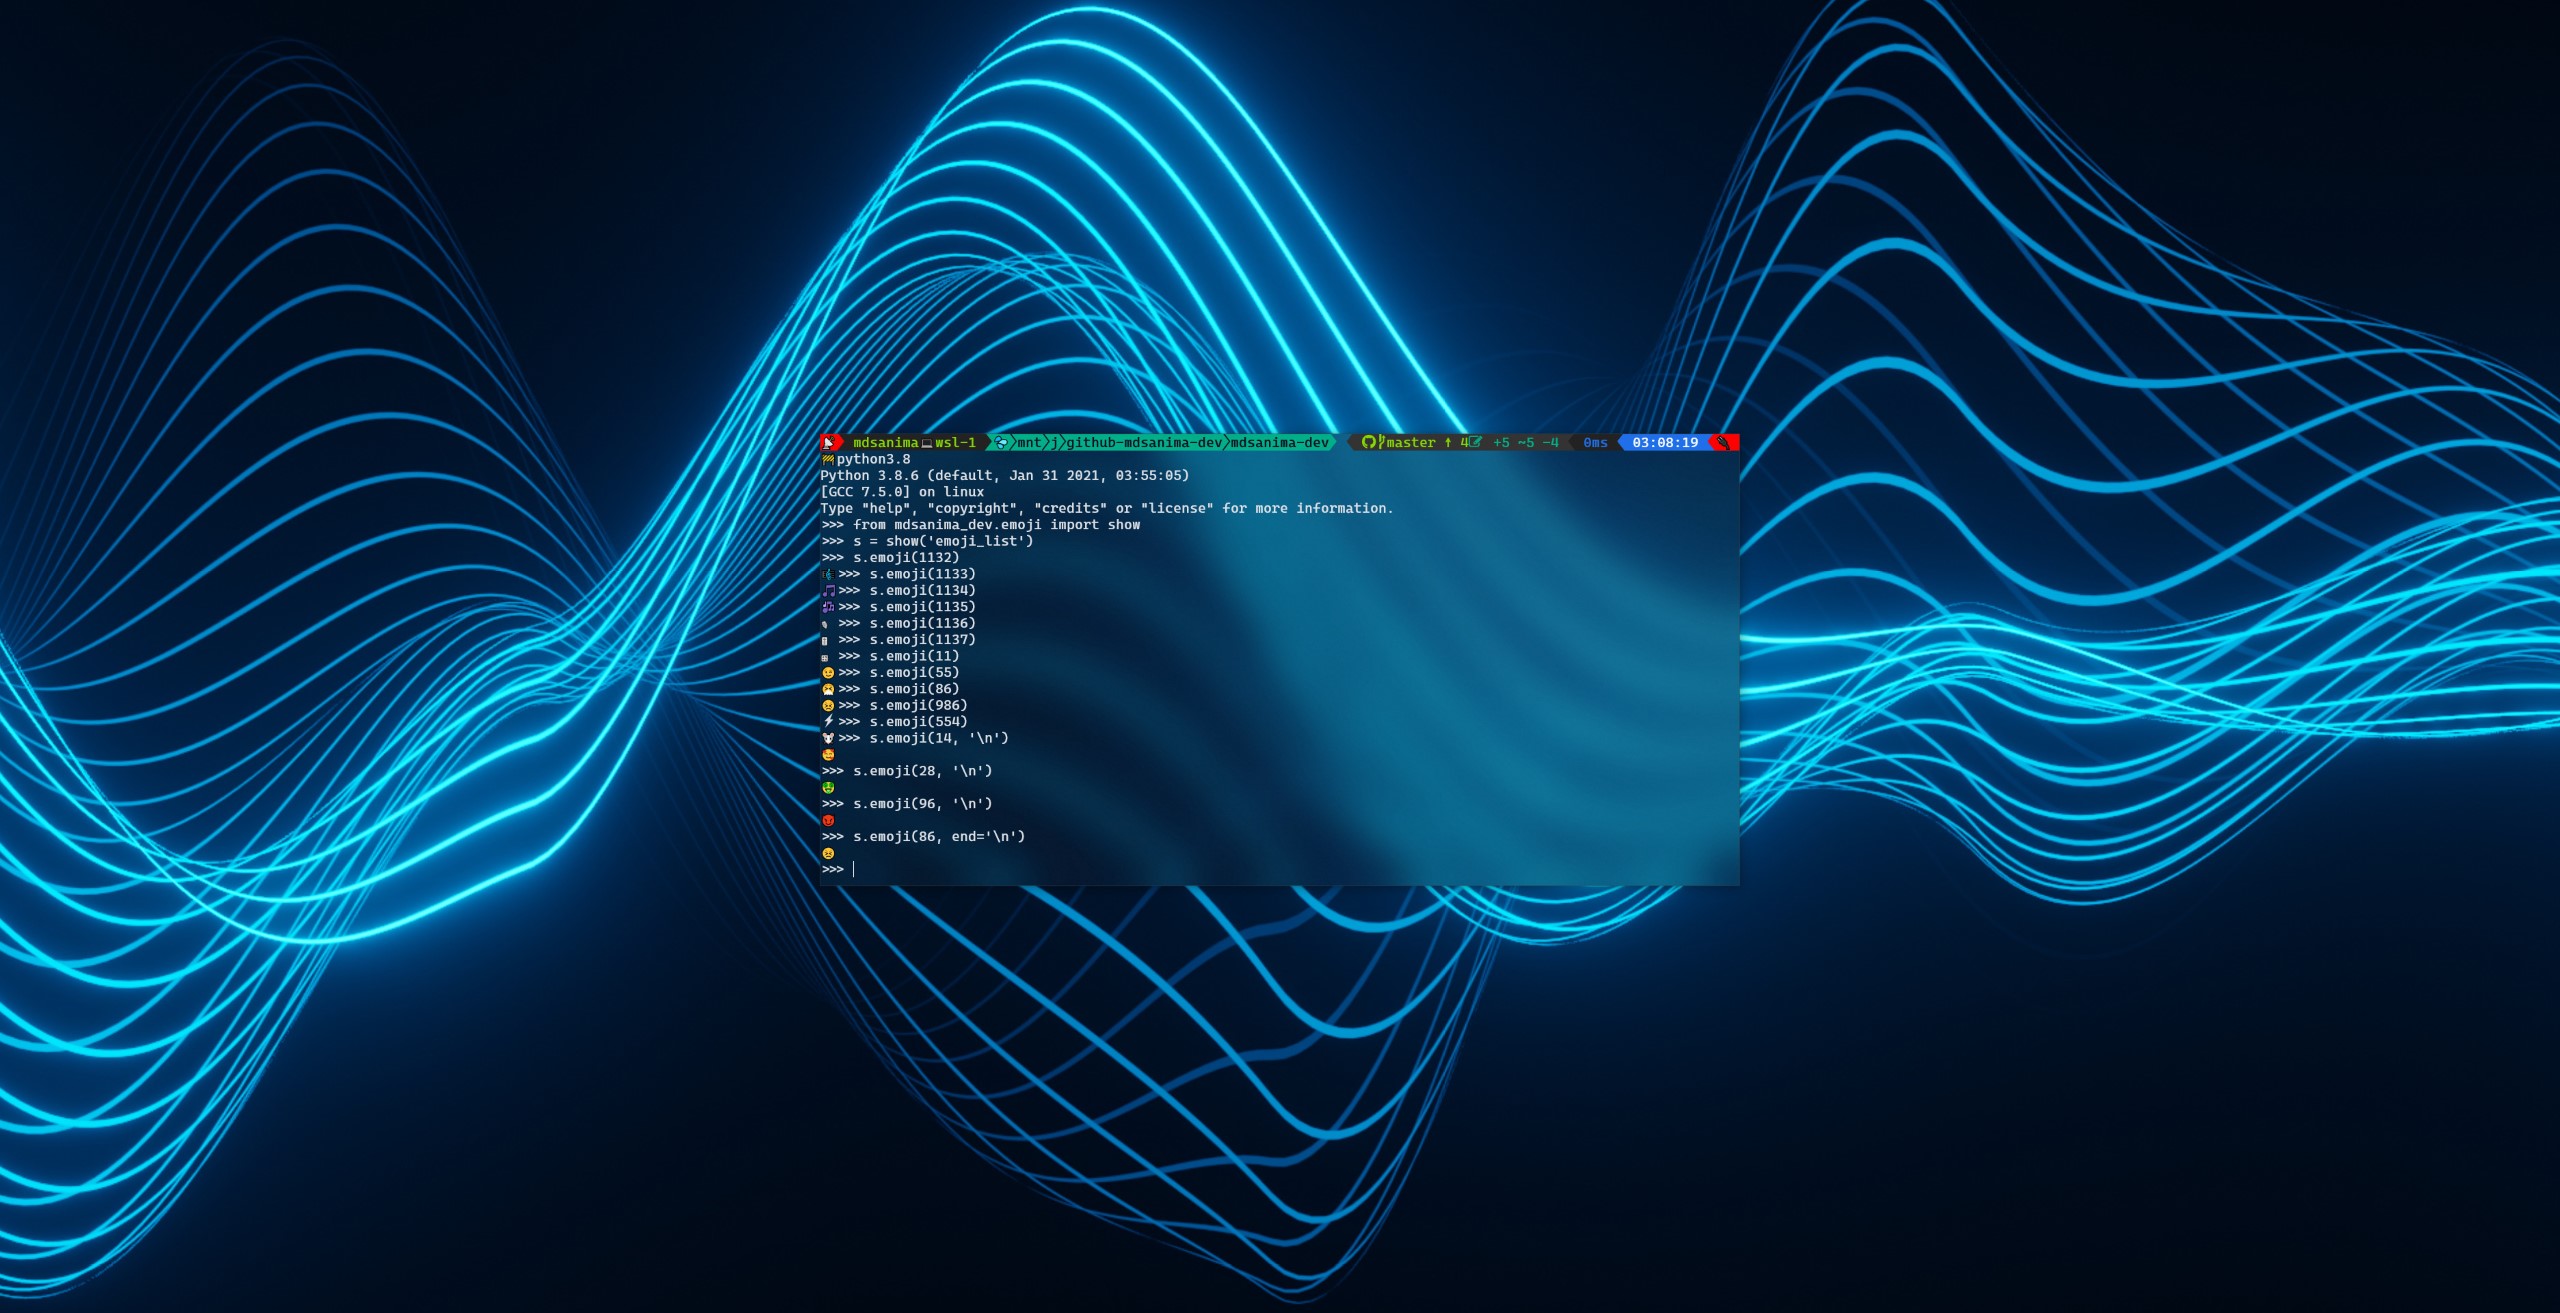 mdsanima💻wsl-1 mnt j github-mdsanima-dev mdsanima-dev master ↑ 4 +5 ~5 -4 0ms 03:08:19
🚧python3.8
Python 3.8.6 (default, Jan 31 2021, 03:55:05)
[GCC 7.5.0] on linux
Type "help", "copyright", "credits" or "license" for more information.
>>> from mdsanima_dev.emoji import show
>>> s = show('emoji_list')
>>> s.emoji(1132)
🎼>>> s.emoji(1133)
🎵>>> s.emoji(1134)
🎶>>> s.emoji(1135)
🎙>>> s.emoji(1136)
🎚>>> s.emoji(1137)
🎛>>> s.emoji(11)
😉>>> s.emoji(55)
😷>>> s.emoji(86)
😣>>> s.emoji(986)
⚡>>> s.emoji(554)
🐭>>> s.emoji(14, '\n')
🥰
>>> s.emoji(28, '\n')
🤑
>>> s.emoji(96, '\n')
😡
>>> s.emoji(86, end='\n')
😣
>>>